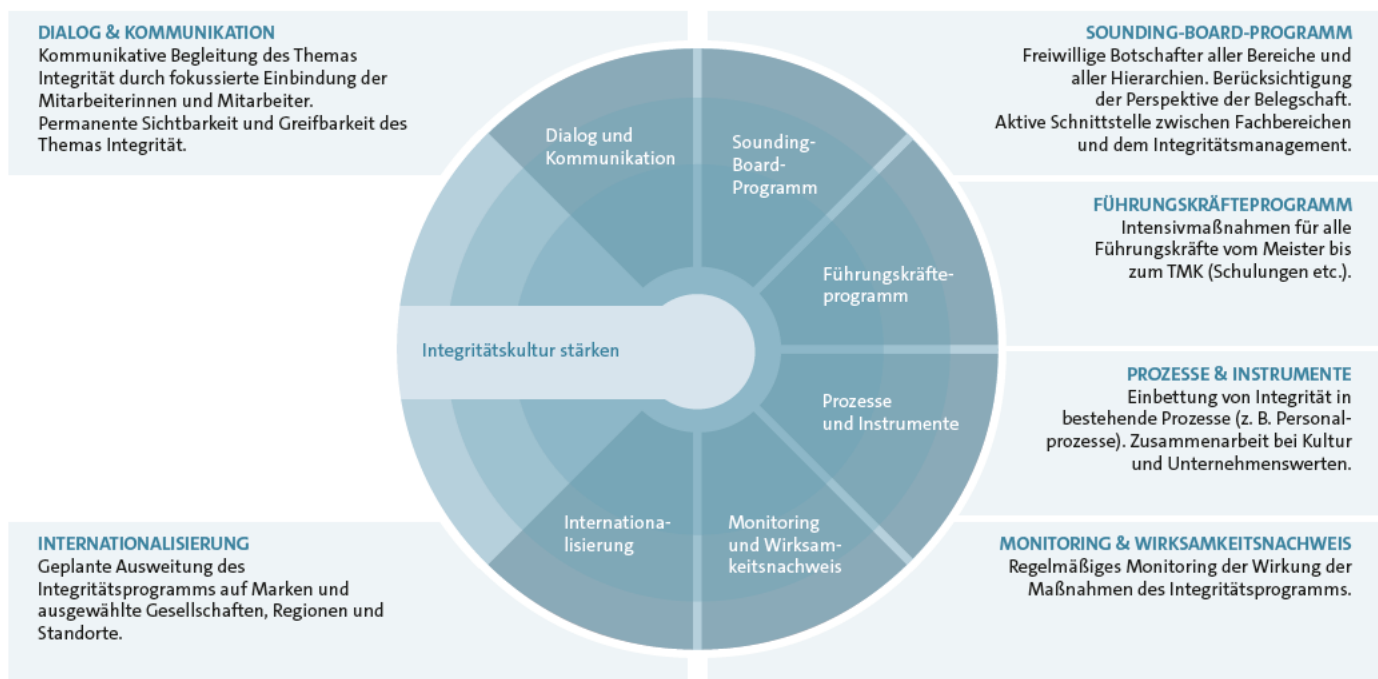 DIALOG & KOMMUNIKATION
Kommunikative Begleitung des Themas
Integrität durch fokussierte Einbindung der
Mitarbeiterinnen und Mitarbeiter.
Permanente Sichtbarkeit und Greifbarkeit des
Themas Integrität.
SOUNDING-BOARD-PROGRAMM
Freiwillige Botschafter aller Bereiche und
aller Hierarchien. Berücksichtigung
der Perspektive der Belegschaft.
Aktive Schnittstelle zwischen Fachbereichen
und dem Integritätsmanagement.
FÜHRUNGSKRÄFTEPROGRAMM
Intensivmaßnahmen für alle
Führungskräfte vom Meister bis
zum TMK (Schulungen etc.).
PROZESSE & INSTRUMENTE
Einbettung von Integrität in
bestehende Prozesse (z. B. Personal-
prozesse). Zusammenarbeit bei Kultur
und Unternehmenswerten.
MONITORING & WIRKSAMKEITSNACHWEIS
Regelmäßiges Monitoring der Wirkung der
Maßnahmen des Integritätsprogramms.
INTERNATIONALISIERUNG
Geplante Ausweitung des
Integritätsprogramms auf Marken und
ausgewählte Gesellschaften, Regionen und
Standorte.
Dialog und
Kommunikation
Sounding-
Board-
Programm
Führungskräfte-
programm
Prozesse
und Instrumente
Monitoring
und Wirksam-
keitsnachweis
Internationa-
lisierung
Integritätskultur stärken